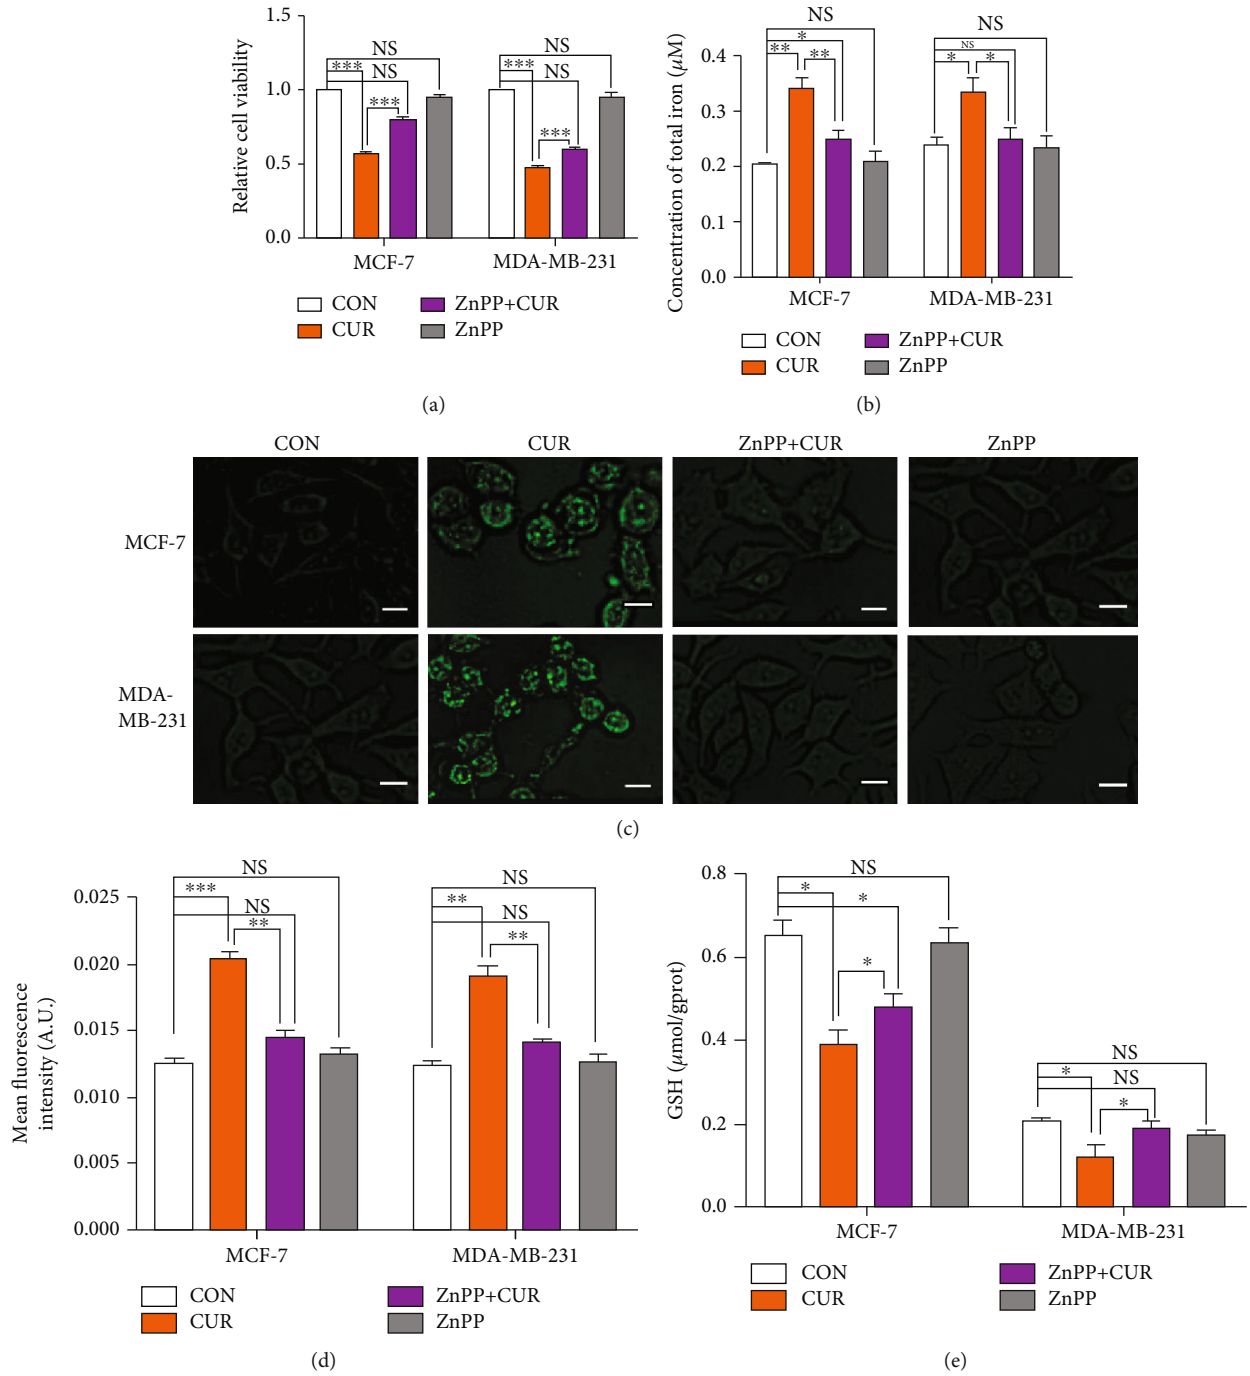 1.5
1.0
0.5
0.0
Relative cell viability
NS
***
NS
***
NS
***
NS
***
MCF-7
MDA-MB-231
CON
CUR
ZnPP+CUR
ZnPP
(a)
0.4
0.3
0.2
0.1
0.0
Concentration of total iron (μM)
NS
*
**
**
NS
NS
*
*
MCF-7
MDA-MB-231
CON
CUR
ZnPP+CUR
ZnPP
(b)
CON
CUR
ZnPP+CUR
ZnPP
MCF-7
MDA-
MB-231
(c)
0.025
0.020
0.015
0.010
0.005
0.000
Mean fluorescence
intensity (A.U.)
NS
***
NS
**
NS
**
NS
**
MCF-7
MDA-MB-231
CON
CUR
ZnPP+CUR
ZnPP
(d)
0.8
0.6
0.4
0.2
0.0
GSH (μmol/gprot)
NS
*
*
*
NS
*
NS
*
MCF-7
MDA-MB-231
CON
CUR
ZnPP+CUR
ZnPP
(e)